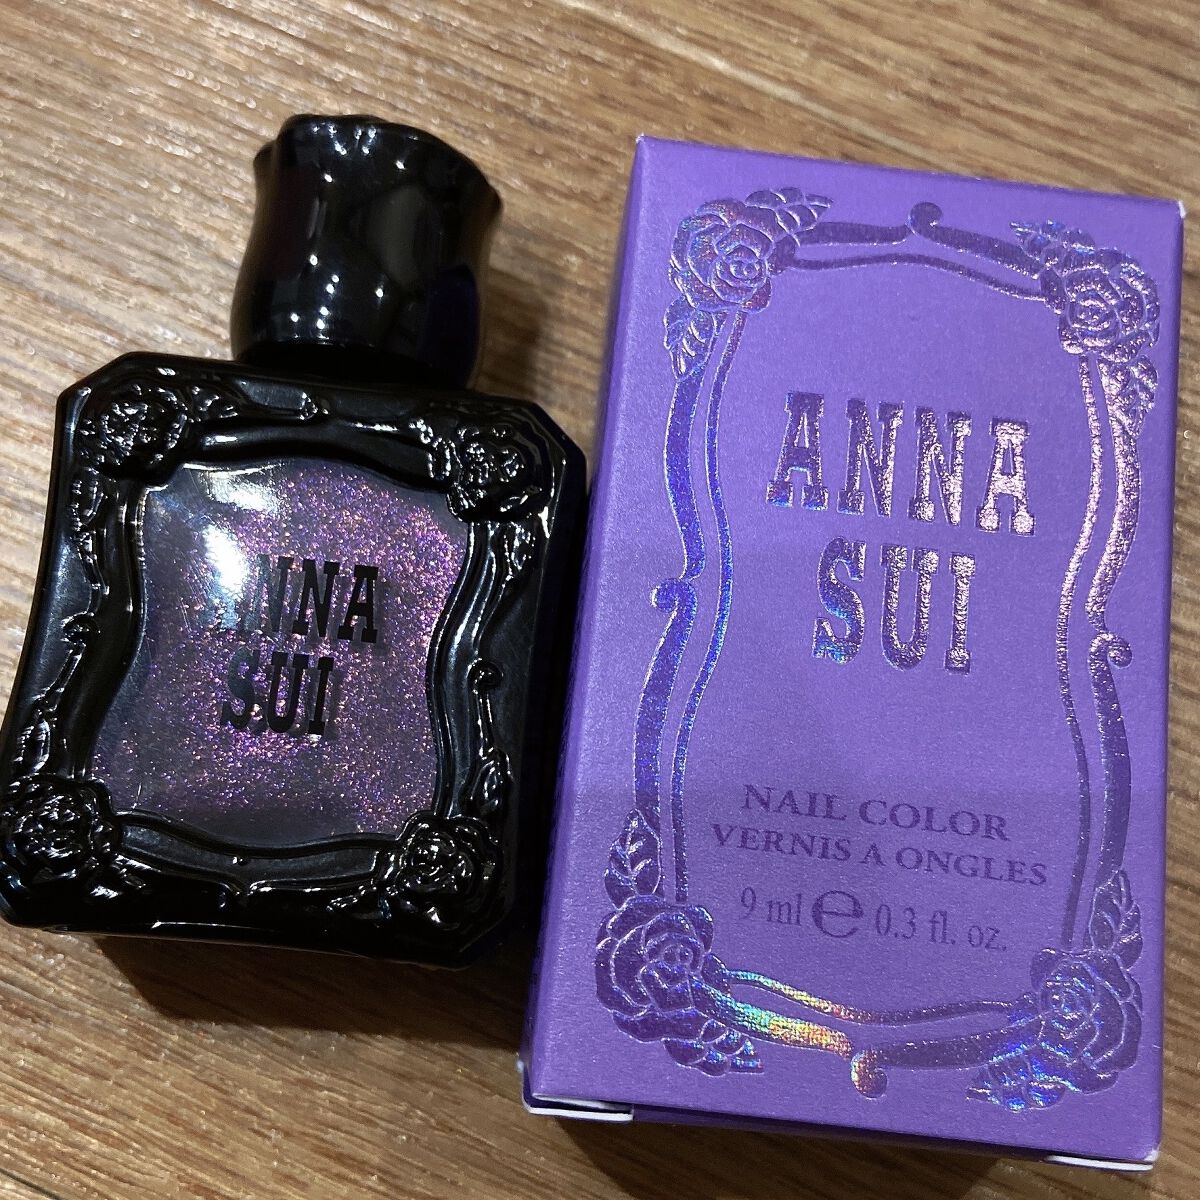 ANNA
SUI
ANNA
SUI
NAIL COLOR
VERNIS A ONGLES
9 ml ℮ 0.3 fl. oz.